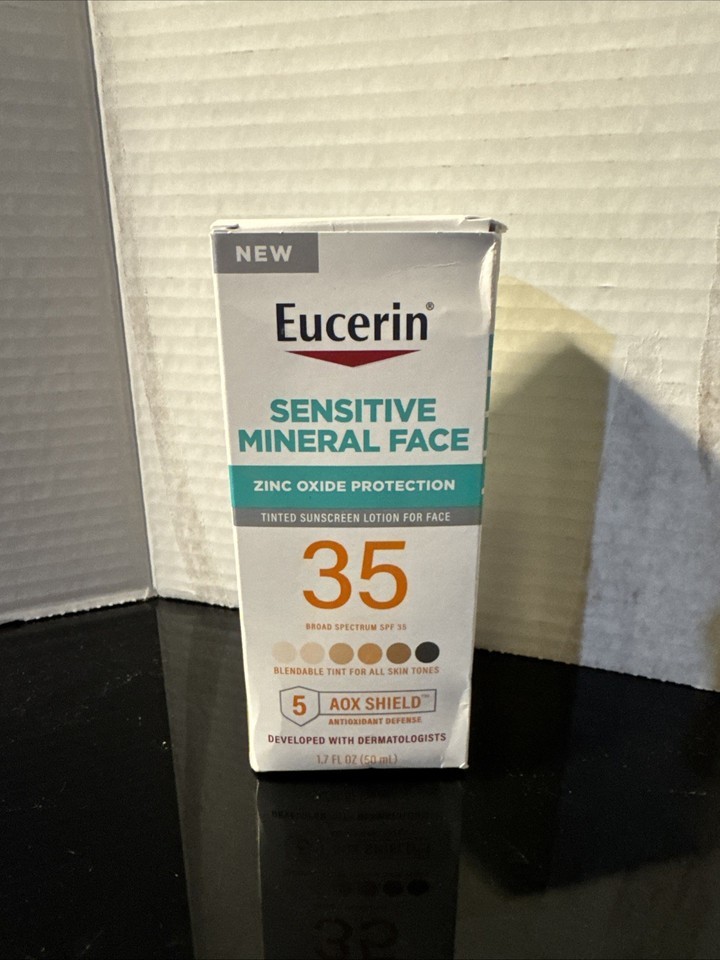 NEW
Eucerin®
SENSITIVE
MINERAL FACE
ZINC OXIDE PROTECTION
TINTED SUNSCREEN LOTION FOR FACE
35
BROAD SPECTRUM SPF 35
BLENDABLE TINT FOR ALL SKIN TONES
5 AOX SHIELD™
ANTIOXIDANT DEFENSE
DEVELOPED WITH DERMATOLOGISTS
1.7 FL OZ (50 mL)